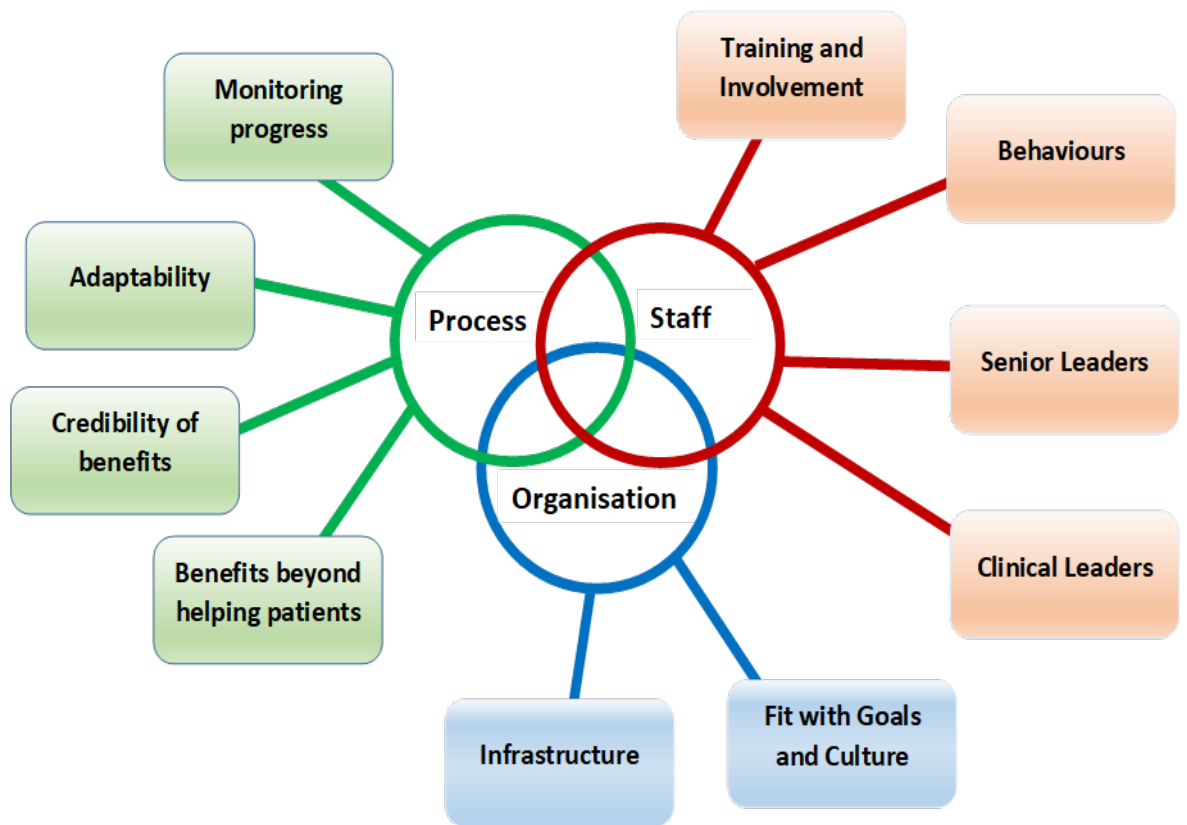 Training and
Involvement
Monitoring
progress
Behaviours
Adaptability
Process
Staff
Senior Leaders
Credibility of
benefits
Organisation
Benefits beyond
helping patients
Clinical Leaders
Infrastructure
Fit with Goals
and Culture